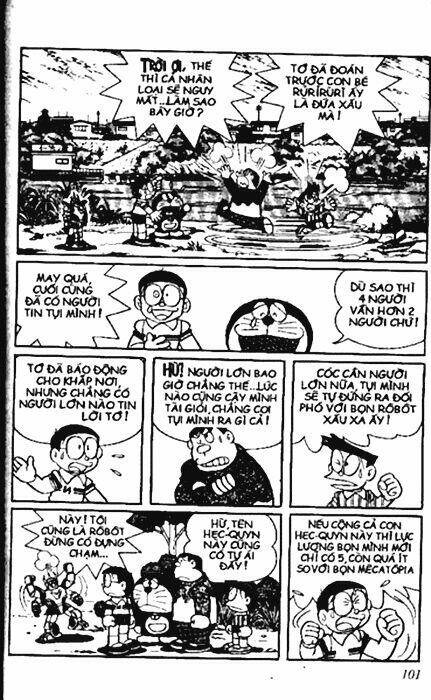 TRỜI ƠI, THẾ
THÌ CẢ NHÂN
LOẠI SẼ NGUY
MẤT...LÀM SAO
BÂY GIỜ?
TỚ ĐÃ ĐOÁN
TRƯỚC CON BÉ
RÚRÍRURI ẤY
LÀ ĐỨA XẤU
MÀ!
MAY QUÁ,
CUỐI CÙNG
ĐÃ CÓ NGƯỜI
TIN TỤI MÌNH!
DÙ SAO THÌ
4 NGƯỜI
VẪN HƠN 2
NGƯỜI CHỨ!
TỚ ĐÃ BÁO ĐỘNG
CHO KHẮP NƠI,
NHƯNG CHẲNG CÓ
NGƯỜI LỚN NÀO TIN
LỜI TỚ!
HỪ! NGƯỜI LỚN BAO
GIỜ CHẲNG THẾ...LÚC
NÀO CŨNG CẬY MÌNH
TÀI GIỎI, CHẲNG COI
TỤI MÌNH RA GÌ CẢ!
CÓC CẦN NGƯỜI
LỚN NỮA, TỤI MÌNH
SẼ TỰ ĐỨNG RA ĐỐI
PHÓ VỚI BỌN RÔBỐT
XẤU XA ẤY!
NÀY! TÔI
CŨNG LÀ RÔBỐT
ĐỪNG CÓ ĐỤNG
CHẠM...
HỪ, TÊN
HEC-QUYN
NÀY CŨNG
CÓ TỰ ÁI
ĐẤY!
NẾU CỘNG CẢ CON
HEC-QUYN NÀY THÌ LỰC
LƯỢNG BỌN MÌNH MỚI
CHỈ CÓ 5, CÒN QUÁ ÍT
SO VỚI BỌN MÊCATÔPIA
101